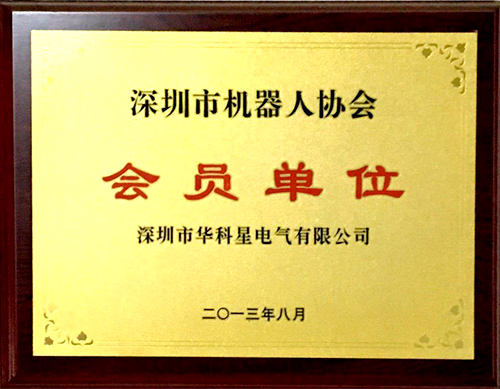 深圳市机器人协会
会员单位
深圳市华科星电气有限公司
二〇一三年八月